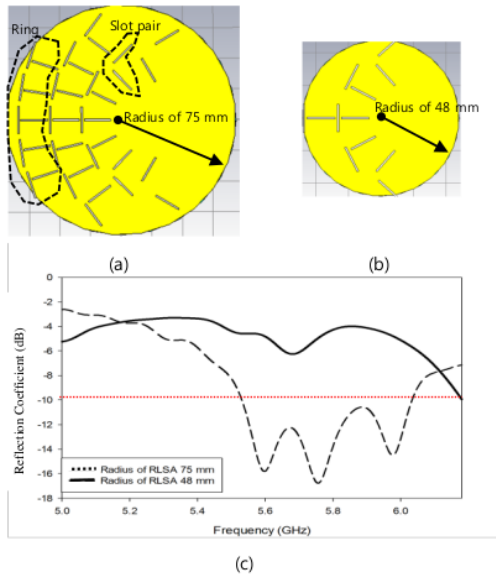 Ring
Slot pair
Radius of 75 mm
Radius of 48 mm
(a)
(b)
Reflection Coefficient (dB)
0
-2
-4
-6
-8
-10
-12
-14
-16
-18
Radius of RLSA 75 mm
Radius of RLSA 48 mm
5.0
5.2
5.4
5.6
5.8
6.0
Frequency (GHz)
(c)